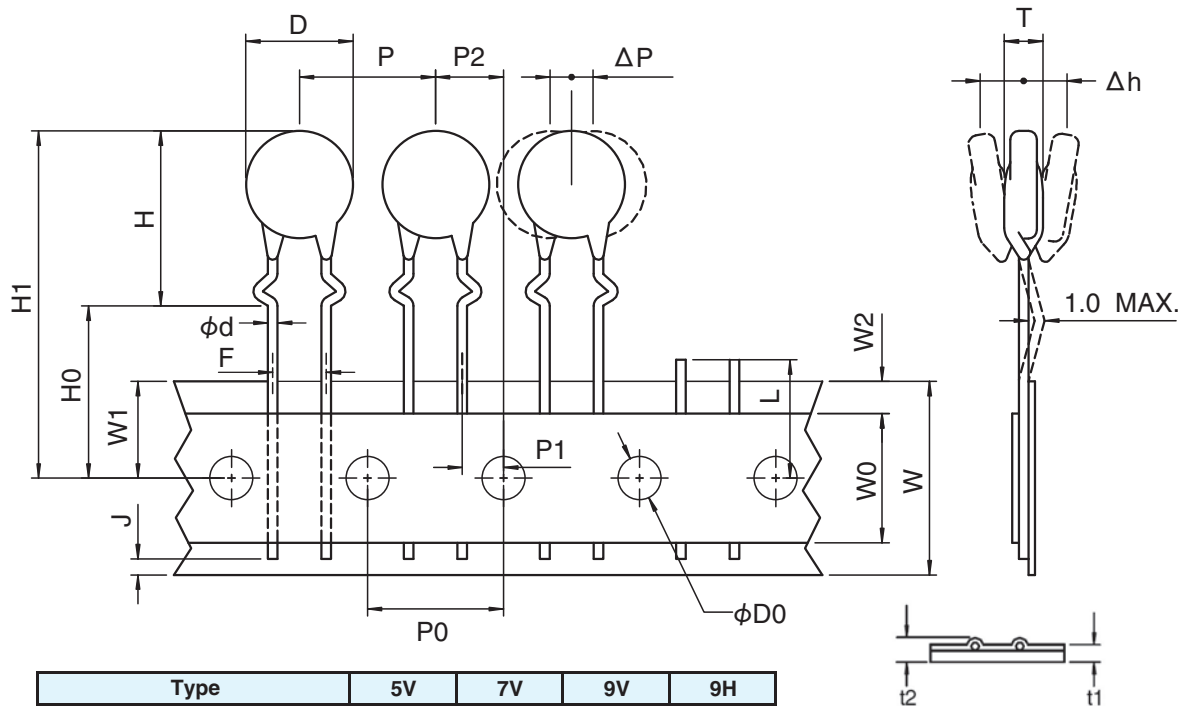 D
P
P2
ΔP
T
Δh
H1
H
H0
W1
J
φd
F
L
P1
W2
W0
W
1.0 MAX.
P0
φD0
t2
t1
Type 5V 7V 9V 9H